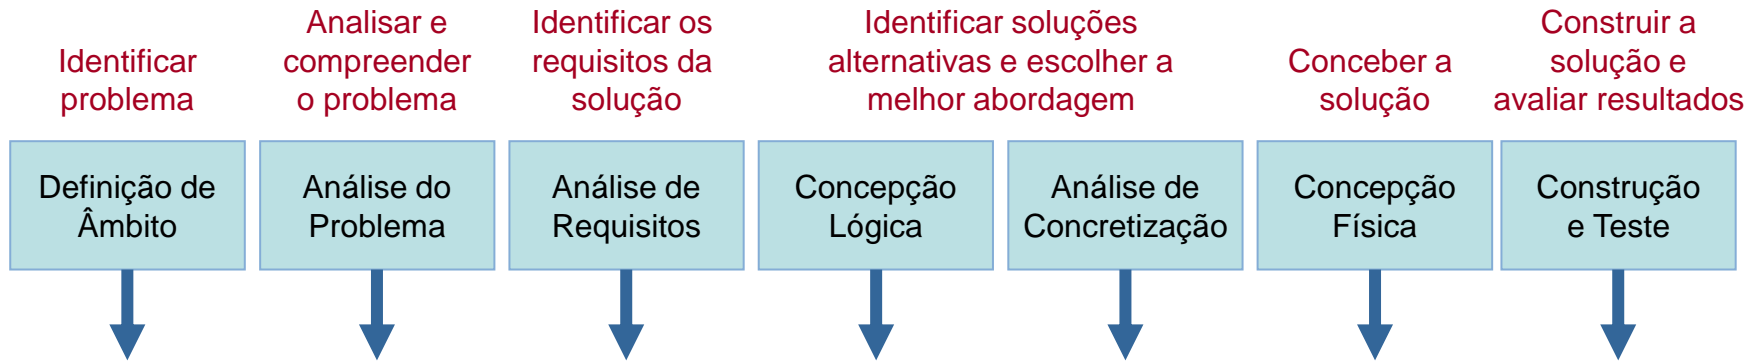 Identificar
problema
Analisar e
compreender
o problema
Identificar os
requisitos da
solução
Identificar soluções
alternativas e escolher a
melhor abordagem
Conceber a
solução
Construir a
solução e
avaliar resultados
Definição de
Âmbito
Análise do
Problema
Análise de
Requisitos
Concepção
Lógica
Análise de
Concretização
Concepção
Física
Construção
e Teste